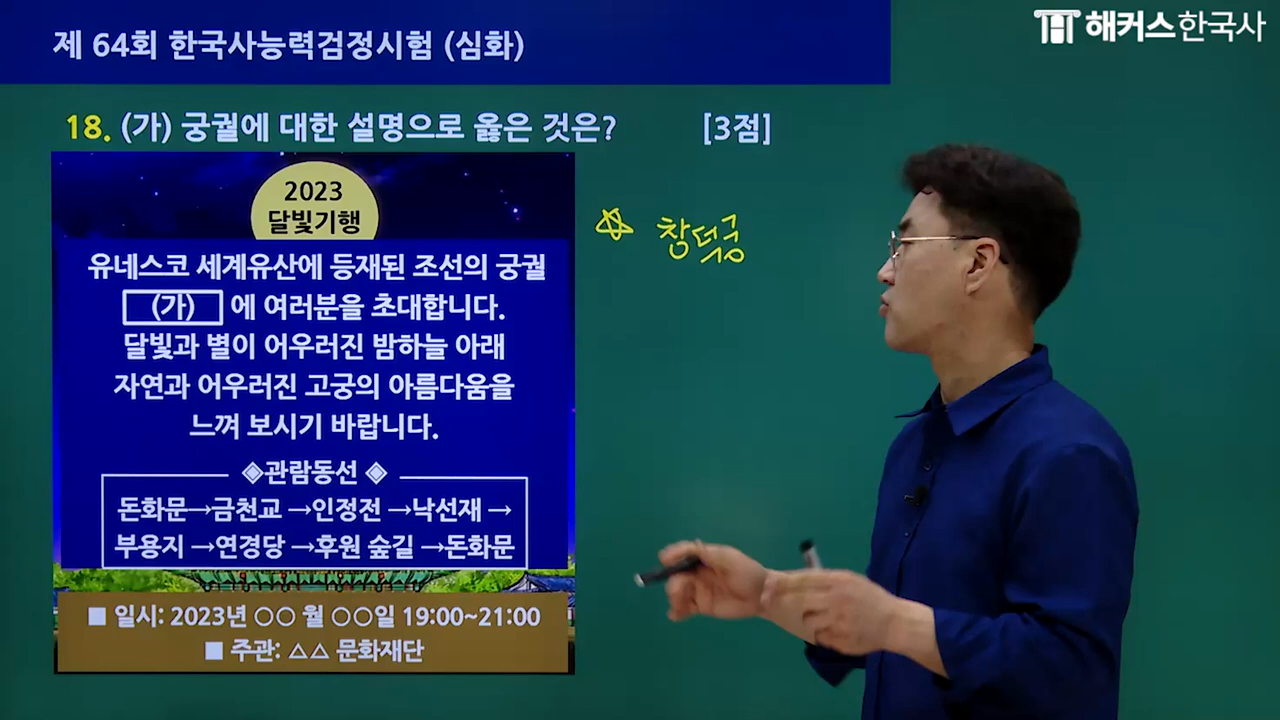 제 64회 한국사능력검정시험 (심화)
해커스한국사
18. (가) 궁궐에 대한 설명으로 옳은 것은? [3점]
2023
달빛기행
☆ 창덕궁
유네스코 세계유산에 등재된 조선의 궁궐
(가) 에 여러분을 초대합니다.
달빛과 별이 어우러진 밤하늘 아래
자연과 어우러진 고궁의 아름다움을
느껴 보시기 바랍니다.
◈관람동선 ◈
돈화문→금천교 →인정전 →낙선재 →
부용지 →연경당 →후원 숲길 →돈화문
■ 일시: 2023년 ○○ 월 ○○일 19:00~21:00
■ 주관: △△ 문화재단